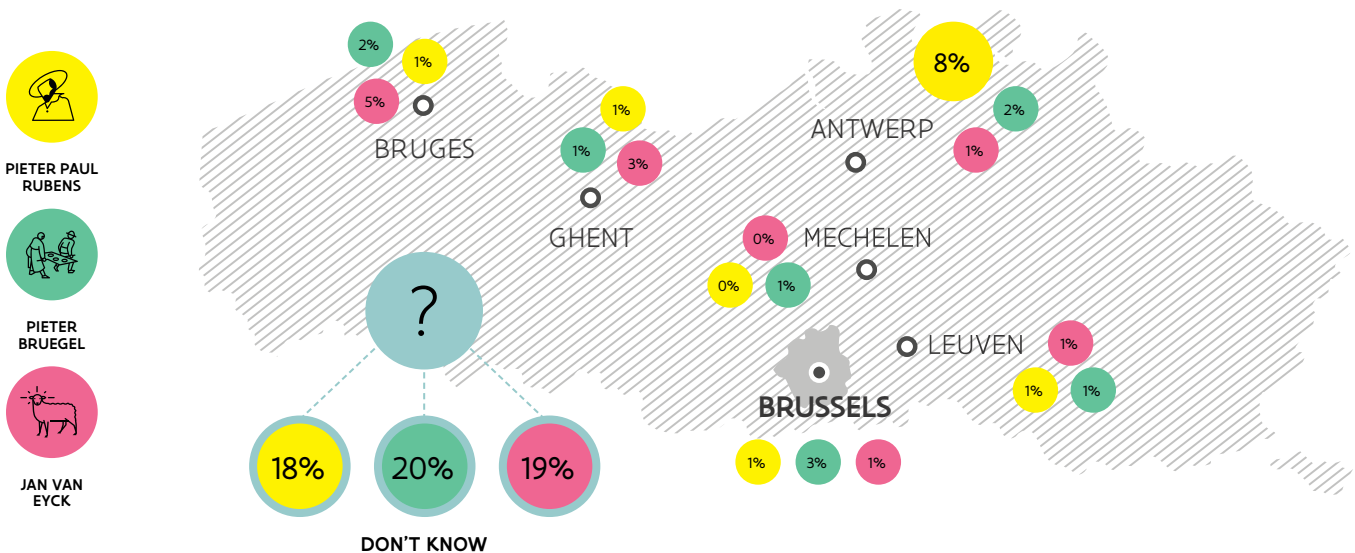 PIETER PAUL
RUBENS
PIETER
BRUEGEL
JAN VAN
EYCK
2%
1%
5%
BRUGES
1%
1%
3%
GHENT
8%
2%
1%
ANTWERP
0%
0%
1%
MECHELEN
1%
1%
1%
LEUVEN
BRUSSELS
1%
3%
1%
?
18%
20%
19%
DON'T KNOW